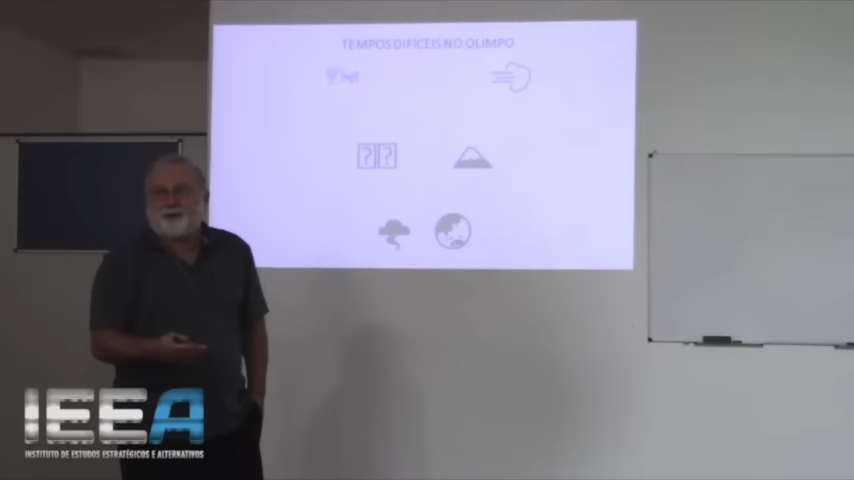 TEMPOS DIFÍCEIS NO OLIMPO
? ?
IEEA
INSTITUTO DE ESTUDOS ESTRATÉGICOS E ALTERNATIVOS